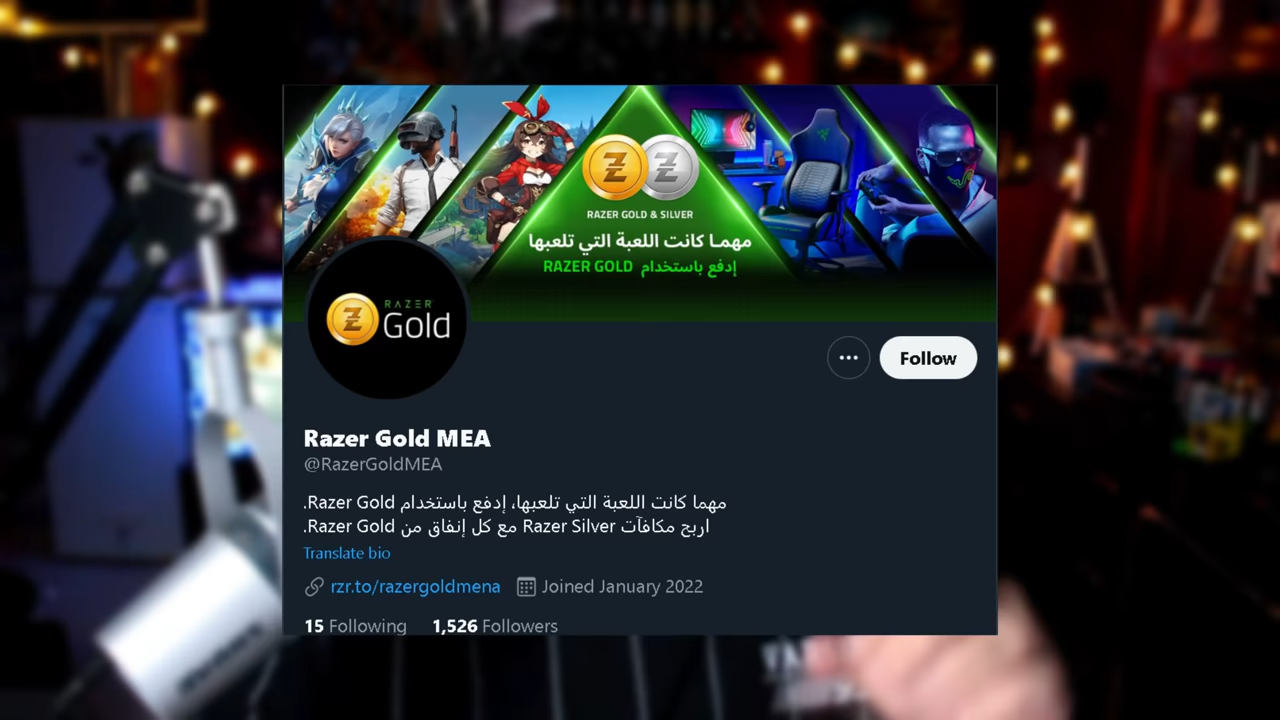 RAZER GOLD & SILVER
مهما كانت اللعبة التي تلعبها
إدفع باستخدام RAZER GOLD
RAZER
Gold
Follow
Razer Gold MEA
@RazerGoldMEA
مهما كانت اللعبة التي تلعبها، إدفع باستخدام Razer Gold.
اربح مكافآت Razer Silver مع كل إنفاق من Razer Gold.
Translate bio
rzr.to/razergoldmena Joined January 2022
15 Following 1,526 Followers